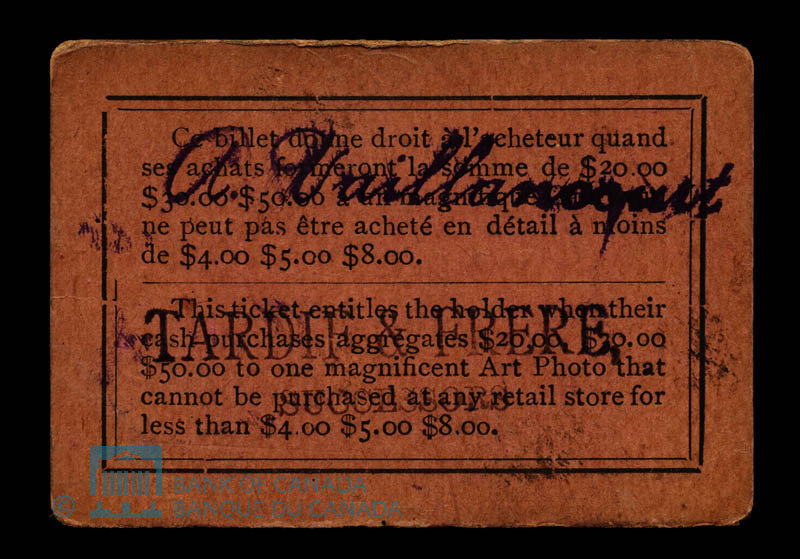 Ce billet donne droit à l'acheteur quand
ses achats formeront la somme de $20.00
A. Vaillancourt
$30.00 $50.00 à un magnifique
ne peut pas être acheté en détail à moins
de $4.00 $5.00 $8.00.
This ticket entitles the holder when their
TARDIF & FRERE,
cash purchases aggregates $20.00 $30.00
$50.00 to one magnificent Art Photo that
cannot be purchased at any retail store for
SUCCESSORS
less than $4.00 $5.00 $8.00.
© BANK OF CANADA
BANQUE DU CANADA